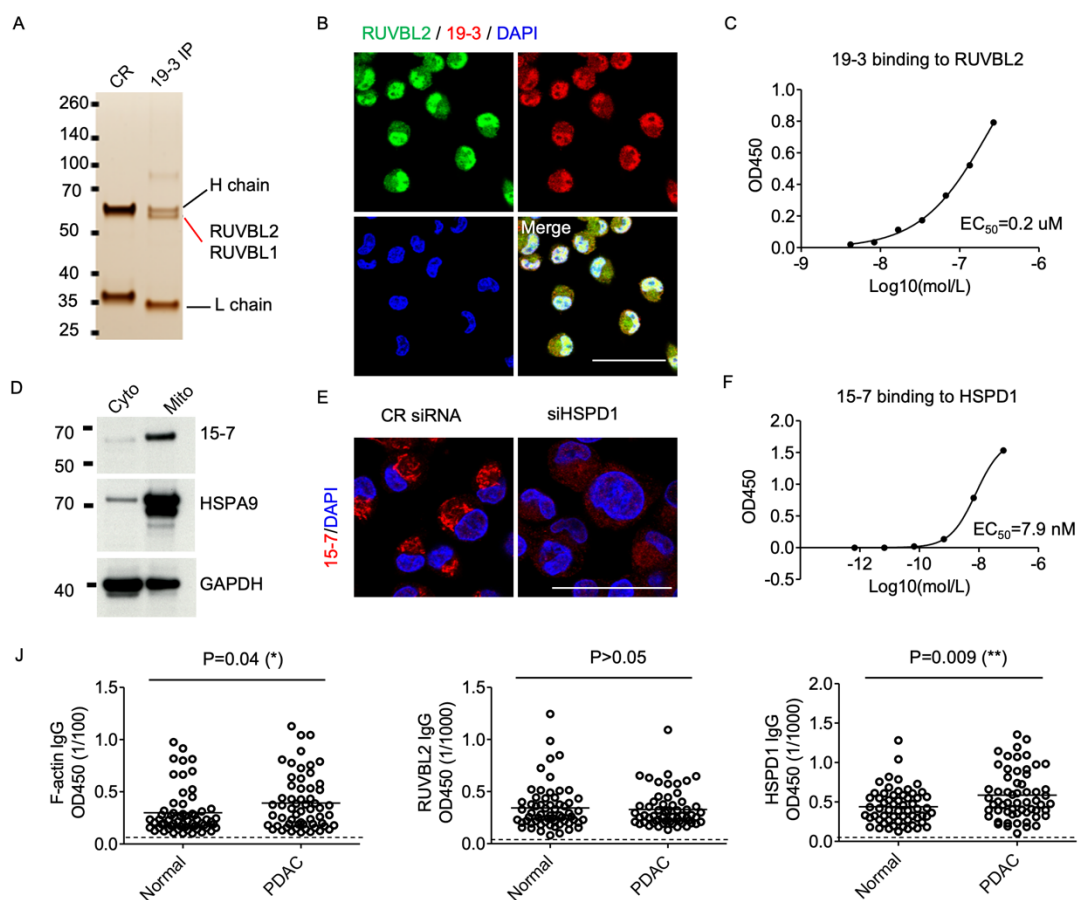 A
CR
19-3 IP
260
140
100
70
50
40
35
25
H chain
RUVBL2
RUVBL1
L chain
B
RUVBL2 / 19-3 / DAPI
Merge
C
19-3 binding to RUVBL2
OD450
1.0
0.8
0.6
0.4
0.2
0.0
-9
-8
-7
-6
EC50=0.2 uM
Log10(mol/L)
D
Cyto
Mito
70
50
15-7
70
HSPA9
40
GAPDH
E
CR siRNA
siHSPD1
15-7/DAPI
F
15-7 binding to HSPD1
OD450
2.0
1.5
1.0
0.5
0.0
-0.5
-12
-10
-8
-6
EC50=7.9 nM
Log10(mol/L)
J
P=0.04 (*)
F-actin IgG
OD450 (1/100)
1.5
1.0
0.5
0.0
Normal
PDAC
P>0.05
RUVBL2 IgG
OD450 (1/1000)
1.5
1.0
0.5
0.0
Normal
PDAC
P=0.009 (**)
HSPD1 IgG
OD450 (1/1000)
2.0
1.5
1.0
0.5
0.0
Normal
PDAC